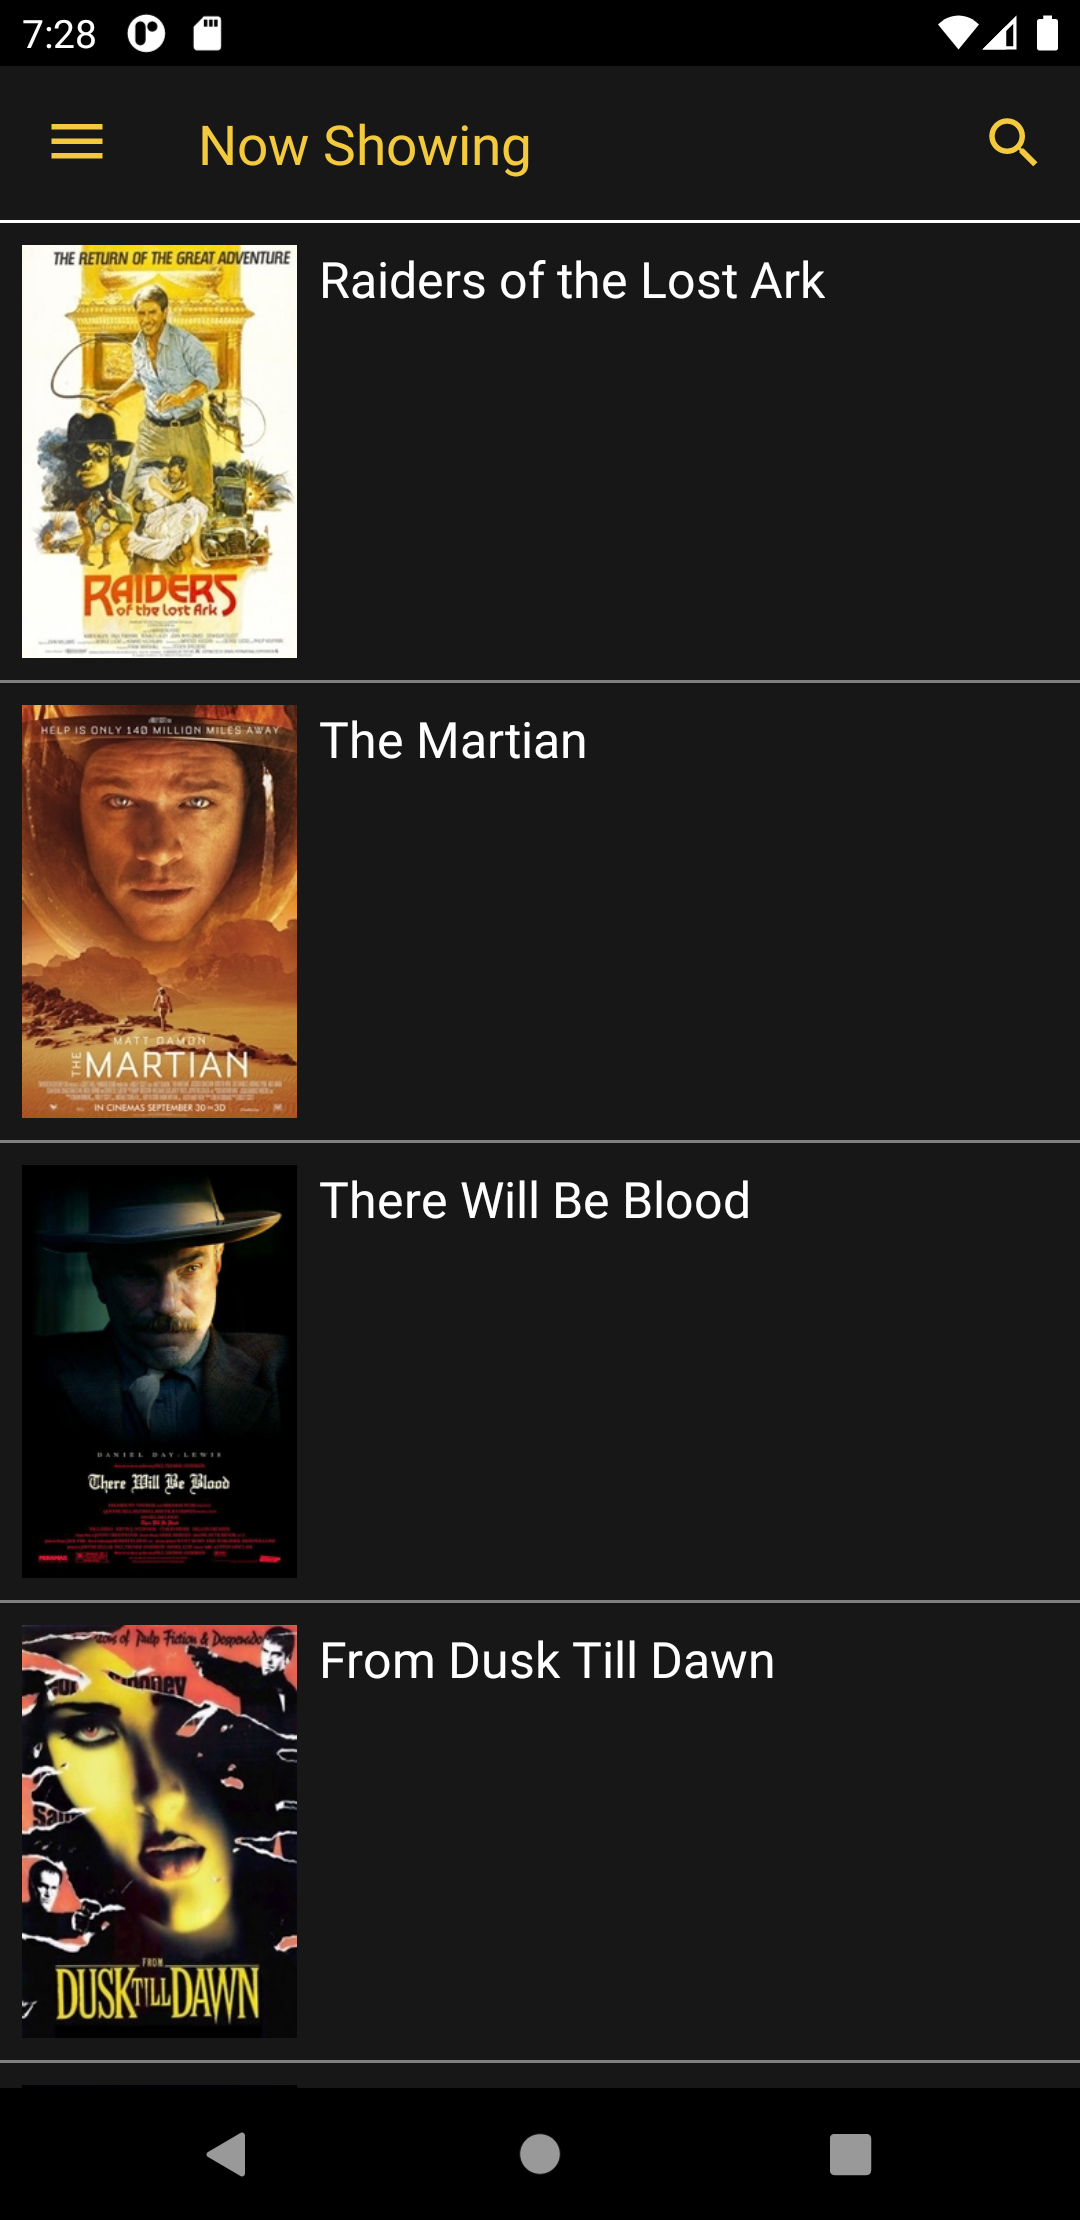 7:28
Now Showing
THE RETURN OF THE GREAT ADVENTURE
RAIDERS
of the Lost Ark
Raiders of the Lost Ark
HELP IS ONLY 140 MILLION MILES AWAY
MATT DAMON
THE MARTIAN
IN CINEMAS SEPTEMBER 30 IN 3D
The Martian
DANIEL DAY-LEWIS
There Will Be Blood
There Will Be Blood
of Pulp Fiction & Desperado
FROM
DUSK TILL DAWN
From Dusk Till Dawn